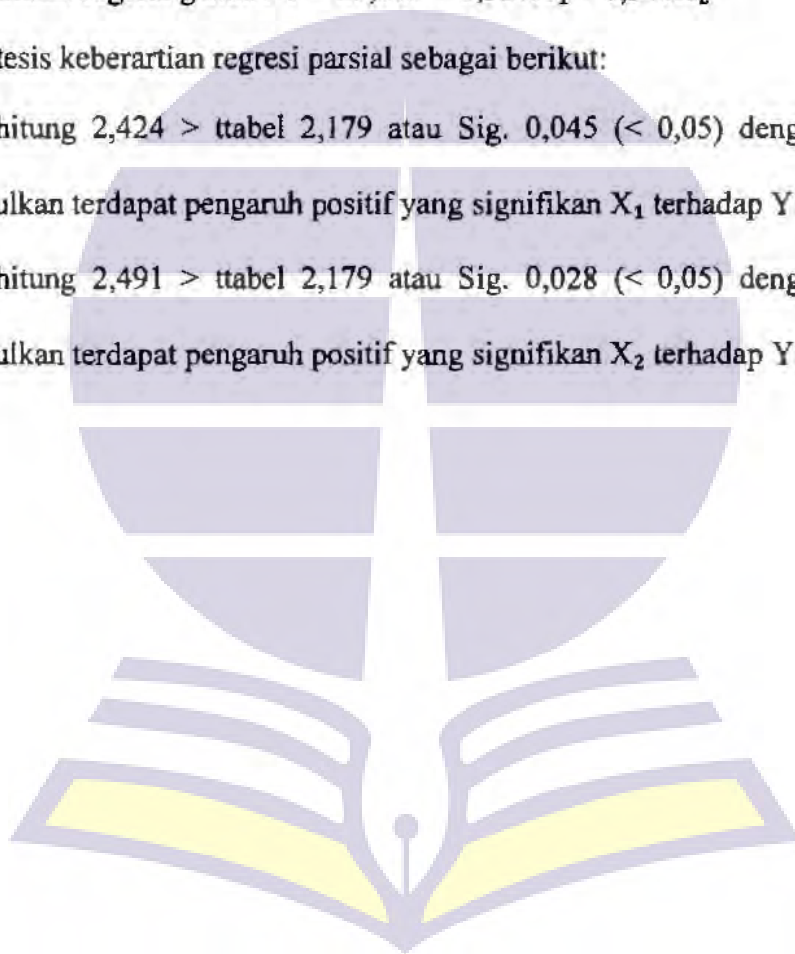 tesis keberartian regresi parsial sebagai berikut:
hitung 2,424 > ttabel 2,179 atau Sig. 0,045 (< 0,05) deng
ulkan terdapat pengaruh positif yang signifikan X₁ terhadap Y
hitung 2,491 > ttabel 2,179 atau Sig. 0,028 (< 0,05) deng
ulkan terdapat pengaruh positif yang signifikan X₂ terhadap Y